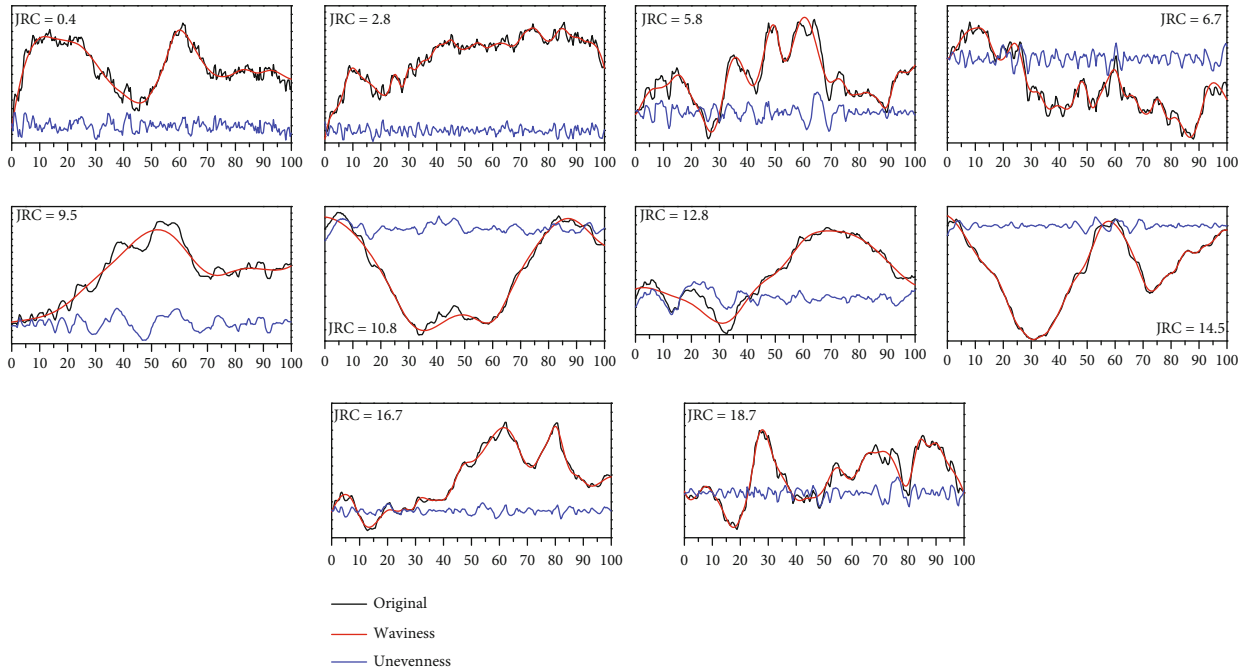 JRC = 0.4
0 10 20 30 40 50 60 70 80 90 100
JRC = 2.8
0 10 20 30 40 50 60 70 80 90 100
JRC = 5.8
0 10 20 30 40 50 60 70 80 90 100
JRC = 6.7
0 10 20 30 40 50 60 70 80 90 100
JRC = 9.5
0 10 20 30 40 50 60 70 80 90 100
JRC = 10.8
0 10 20 30 40 50 60 70 80 90 100
JRC = 12.8
0 10 20 30 40 50 60 70 80 90 100
JRC = 14.5
0 10 20 30 40 50 60 70 80 90 100
JRC = 16.7
0 10 20 30 40 50 60 70 80 90 100
JRC = 18.7
0 10 20 30 40 50 60 70 80 90 100
Original
Waviness
Unevenness